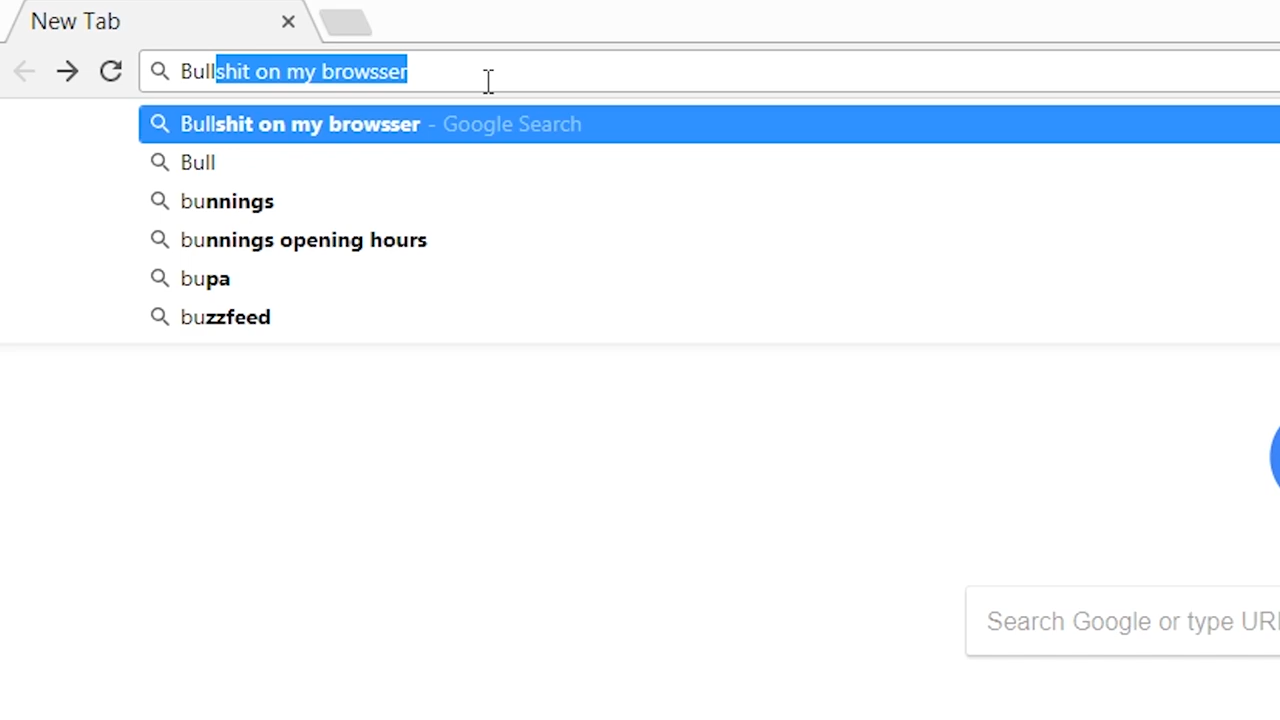 New Tab
Bullshit on my browsser
Bullshit on my browsser - Google Search
Bull
bunnings
bunnings opening hours
bupa
buzzfeed
Search Google or type URL